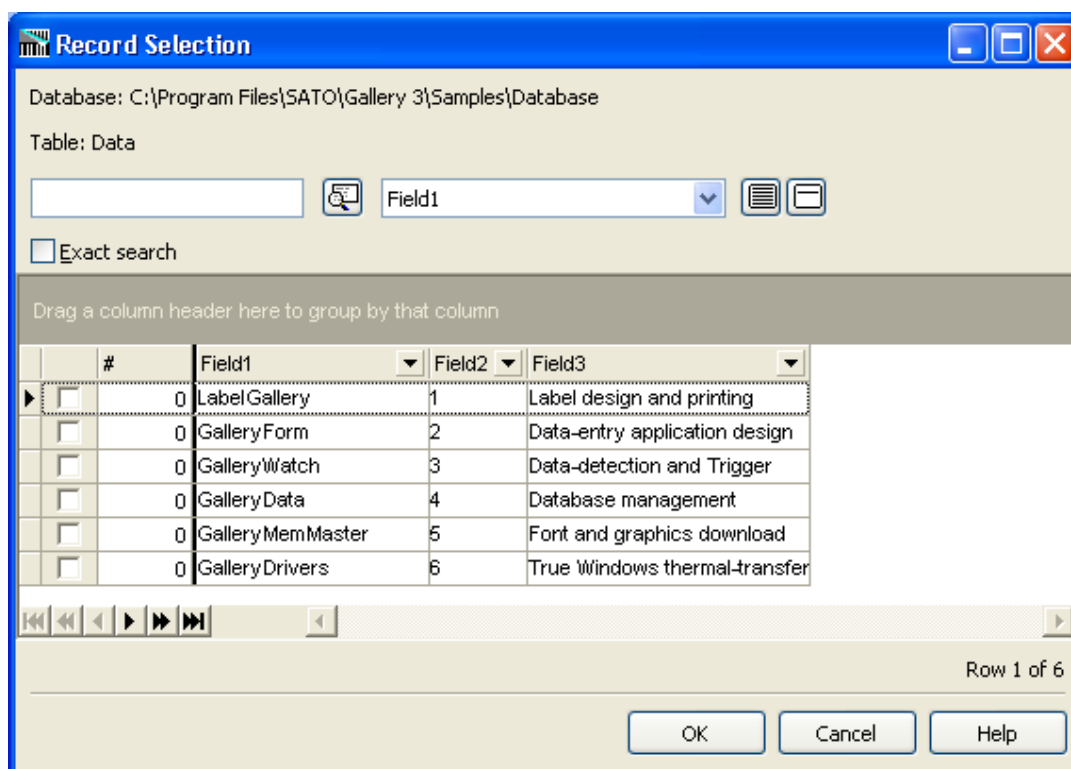 Record Selection
Database: C:\Program Files\SATO\Gallery 3\Samples\Database
Table: Data
Field1
Exact search
Drag a column header here to group by that column
# Field1 Field2 Field3
0 LabelGallery 1 Label design and printing
0 GalleryForm 2 Data-entry application design
0 GalleryWatch 3 Data-detection and Trigger
0 GalleryData 4 Database management
0 GalleryMemMaster 5 Font and graphics download
0 GalleryDrivers 6 True Windows thermal-transfer
Row 1 of 6
OK Cancel Help